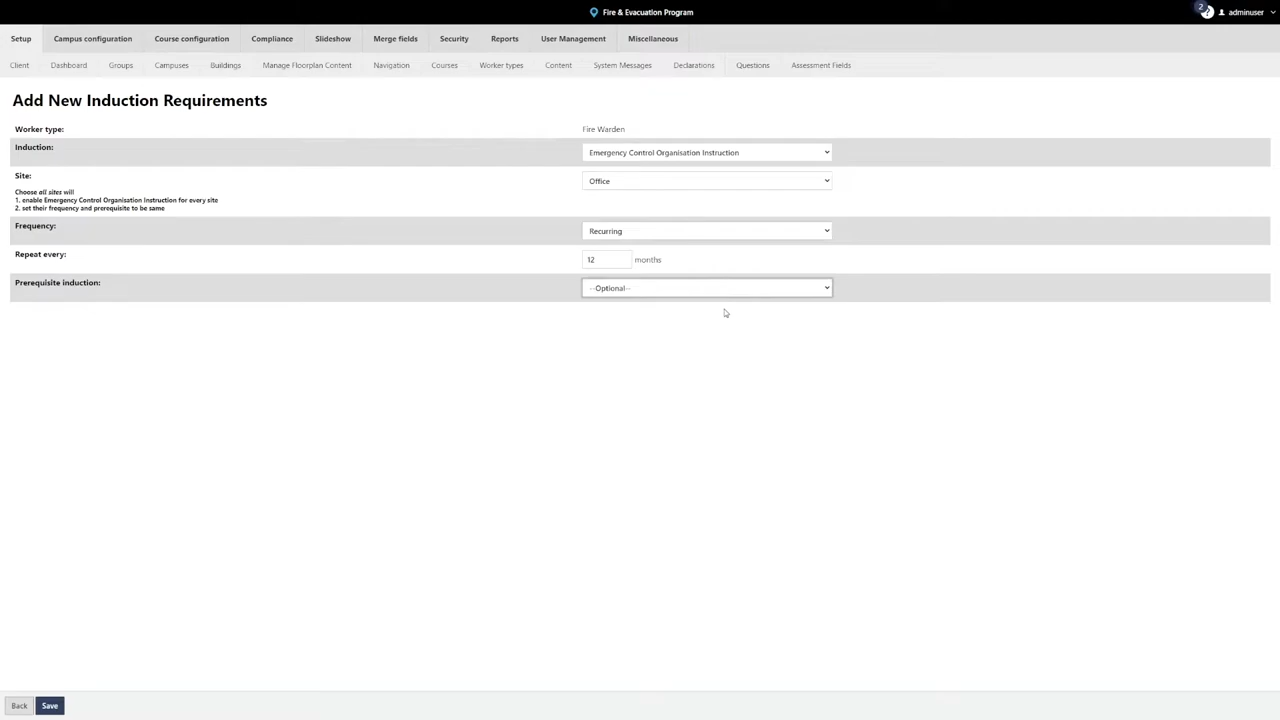 Fire & Evacuation Program
2
?
adminuser
Setup Campus configuration Course configuration Compliance Slideshow Merge fields Security Reports User Management Miscellaneous
Client Dashboard Groups Campuses Buildings Manage Floorplan Content Navigation Courses Worker types Content System Messages Declarations Questions Assessment Fields
Add New Induction Requirements
Worker type: Fire Warden
Induction: Emergency Control Organisation Instruction
Site: Office
Choose all sites will
1. enable Emergency Control Organisation Instruction for every site
2. set their frequency and prerequisite to be same
Frequency: Recurring
Repeat every: 12 months
Prerequisite induction: --Optional--
Back Save